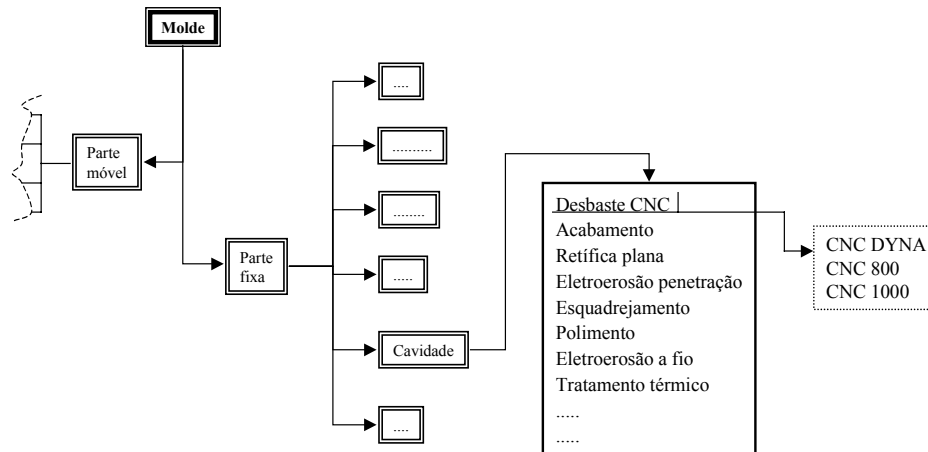 Molde
....
..........
Parte
móvel
........
Desbaste CNC
Acabamento
Retífica plana
Eletroerosão penetração
Esquadrejamento
Polimento
Eletroerosão a fio
Tratamento térmico
.....
.....
CNC DYNA
CNC 800
CNC 1000
Parte
fixa
.....
Cavidade
....